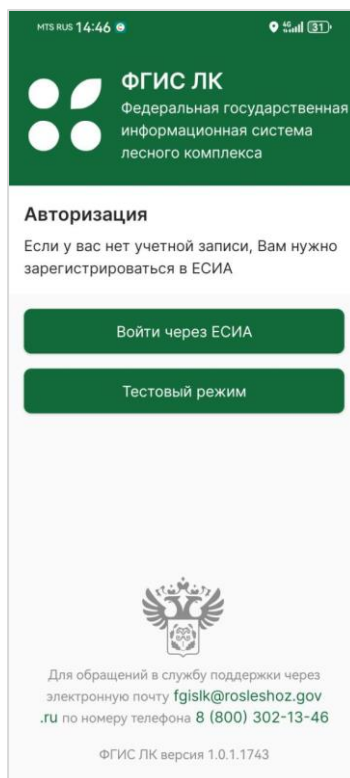 MTS RUS 14:46 4G 31
ФГИС ЛК
Федеральная государственная
информационная система
лесного комплекса
Авторизация
Если у вас нет учетной записи, Вам нужно
зарегистрироваться в ЕСИА
Войти через ЕСИА
Тестовый режим
Для обращений в службу поддержки через
электронную почту fgislk@rosleshoz.gov
.ru по номеру телефона 8 (800) 302-13-46
ФГИС ЛК версия 1.0.1.1743